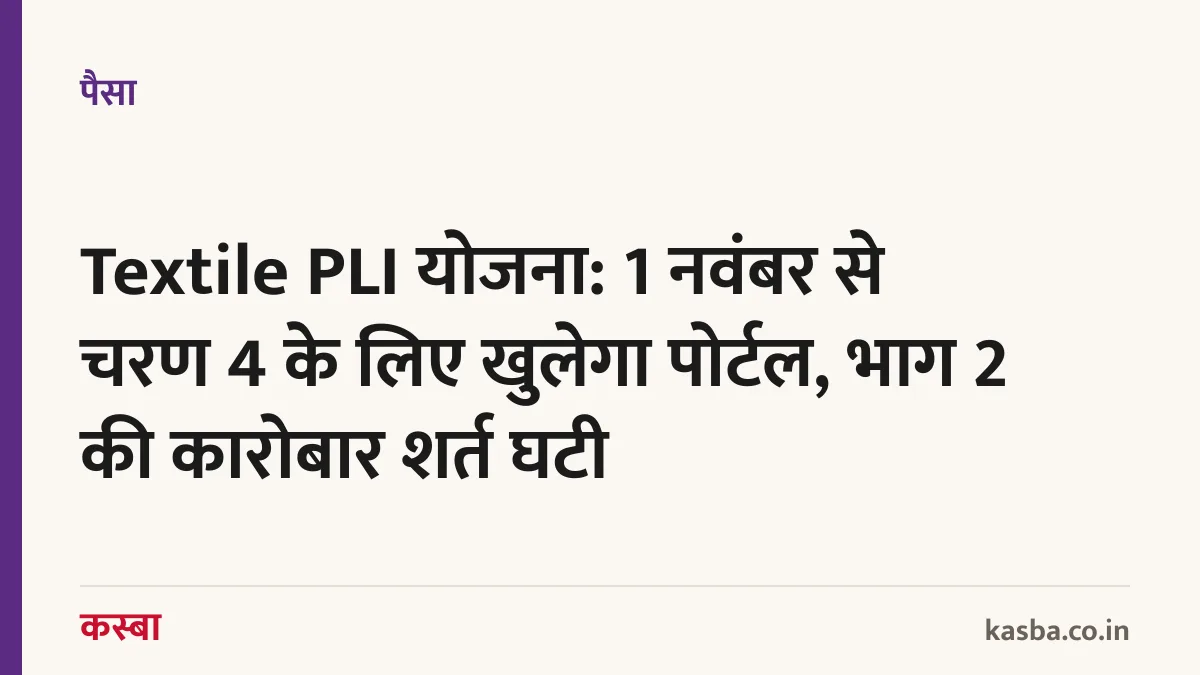 पैसा
Textile PLI योजना: 1 नवंबर से
चरण 4 के लिए खुलेगा पोर्टल, भाग 2
की कारोबार शर्त घटी
कस्बा
kasba.co.in